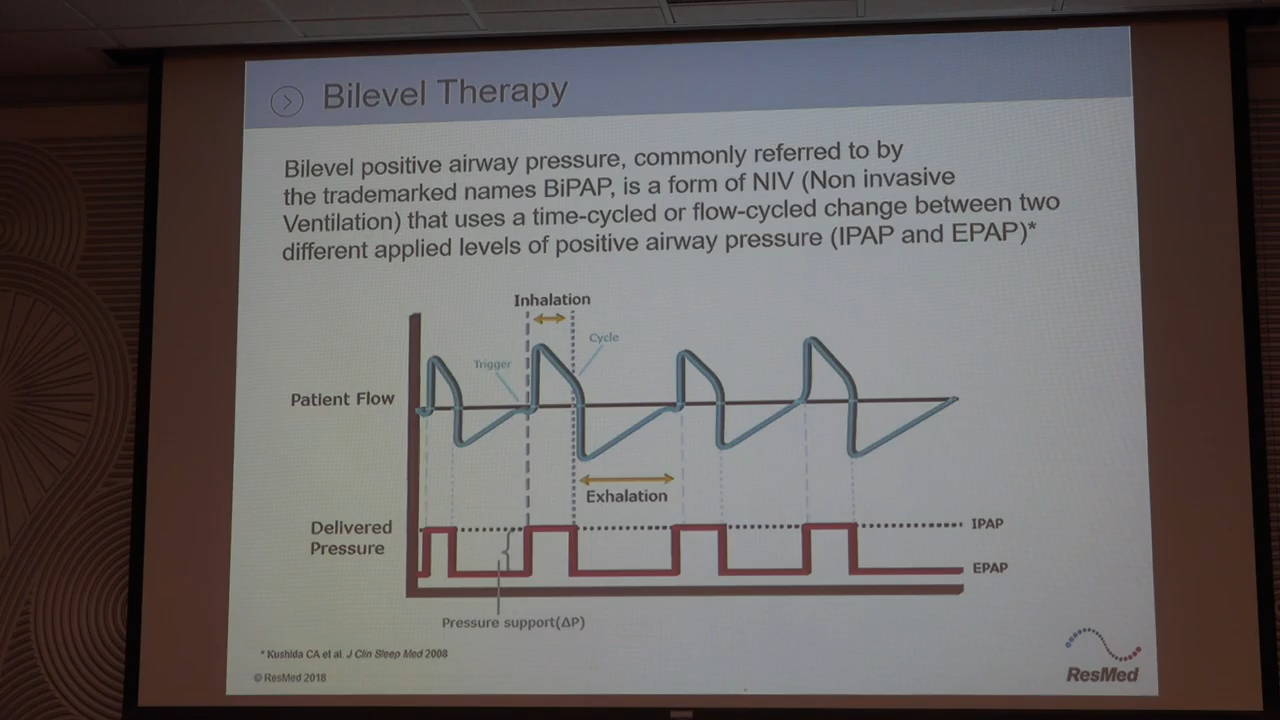 Bilevel Therapy
Bilevel positive airway pressure, commonly referred to by
the trademarked names BiPAP, is a form of NIV (Non invasive
Ventilation) that uses a time-cycled or flow-cycled change between two
different applied levels of positive airway pressure (IPAP and EPAP)*
Inhalation
Cycle
Trigger
Patient Flow
Exhalation
Delivered
Pressure
IPAP
EPAP
Pressure support(ΔP)
* Kushida CA et al. J Clin Sleep Med 2008
© ResMed 2018
ResMed